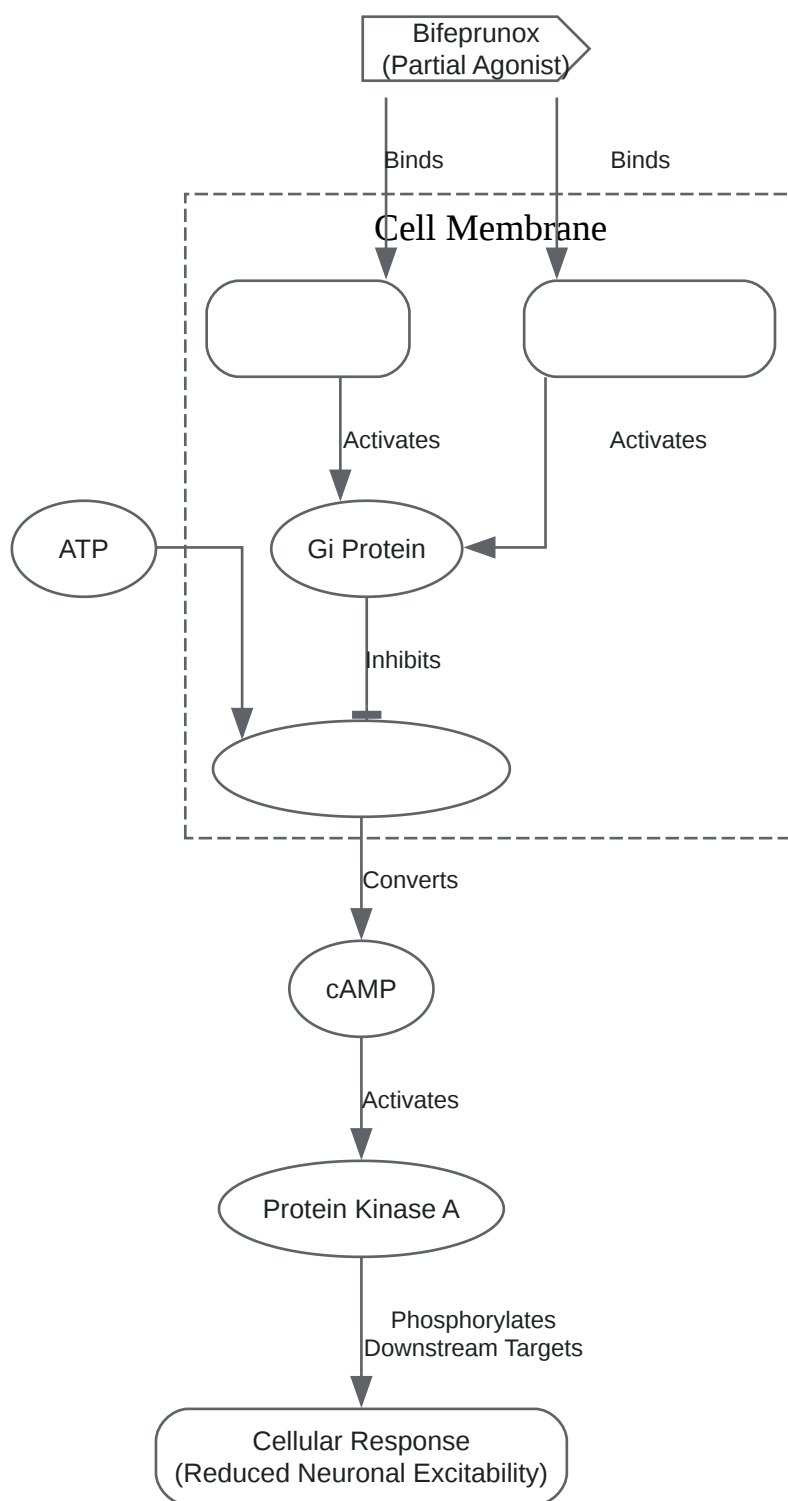 Bifeprunox
(Partial Agonist)
Binds
Binds
Cell Membrane
Activates
Activates
ATP
Gi Protein
Inhibits
Converts
cAMP
Activates
Protein Kinase A
Phosphorylates
Downstream Targets
Cellular Response
(Reduced Neuronal Excitability)